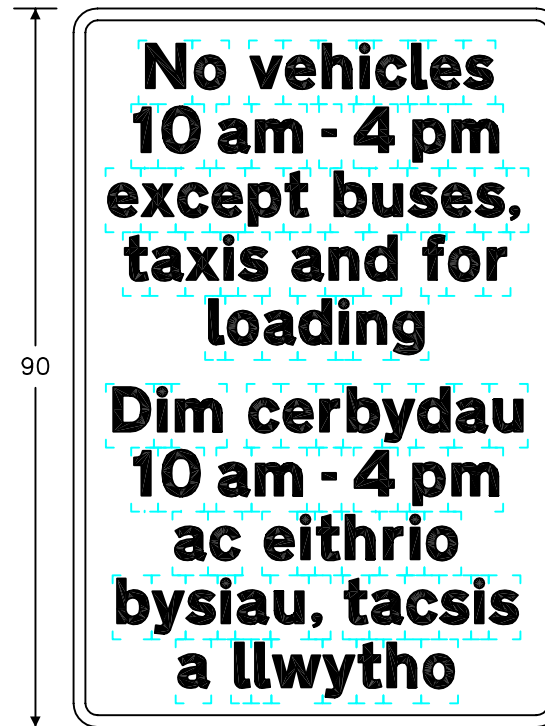 No vehicles
10 am - 4 pm
except buses,
taxis and for
loading
Dim cerbydau
10 am - 4 pm
ac eithrio
bysiau, tacsis
a llwytho
90